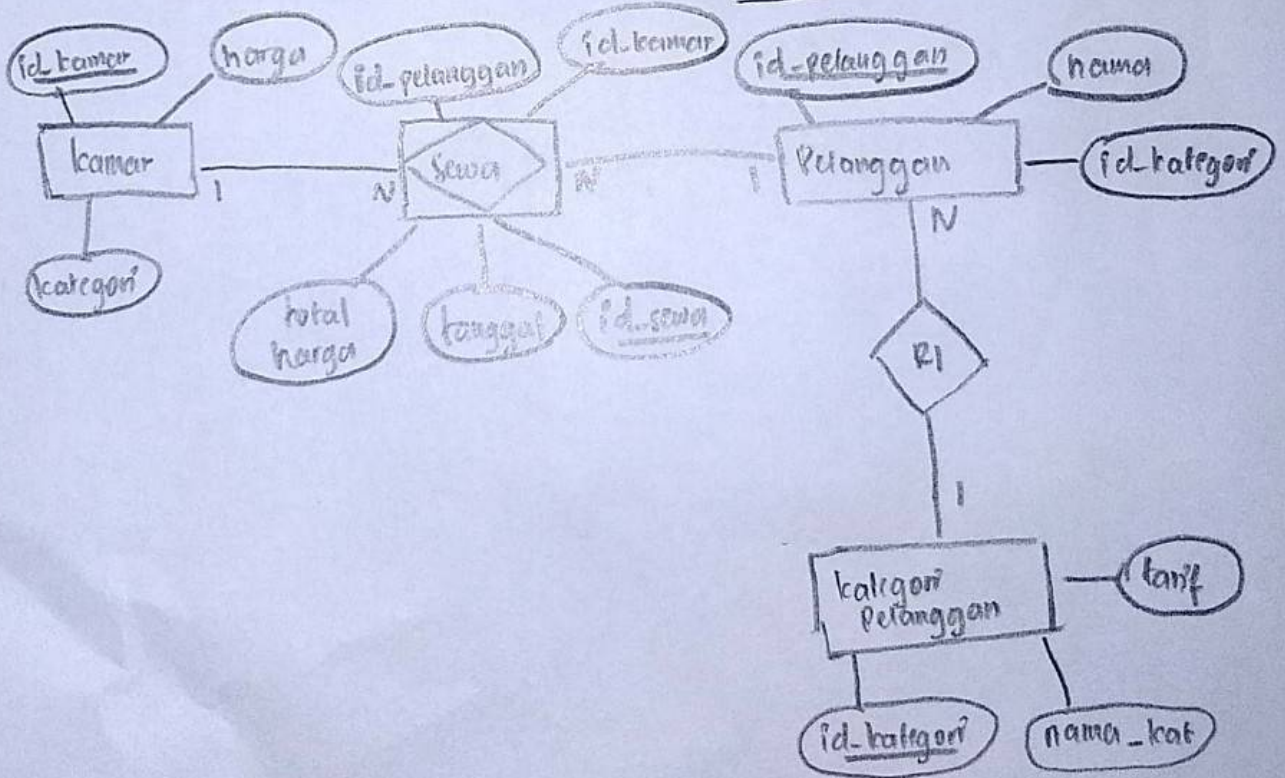 id_kamar
harga
id_pelanggan
id_kamar
id_pelanggan
nama
kamar
1
N
Sewa
N
1
Pelanggan
id_kategori
N
kategori
total
harga
tanggal
id_sewa
R1
1
kategori
Pelanggan
tarif
id_kategori
nama_kat